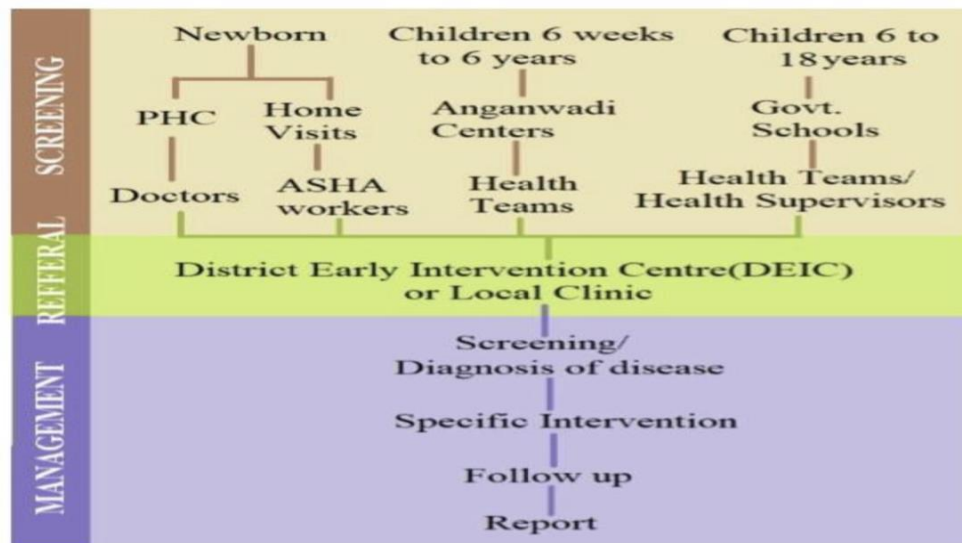 SCREENING
Newborn
PHC
Doctors
Home
Visits
ASHA
workers
Children 6 weeks
to 6 years
Anganwadi
Centers
Health
Teams
Children 6 to
18 years
Govt.
Schools
Health Teams/
Health Supervisors
REFFERAL
District Early Intervention Centre(DEIC)
or Local Clinic
MANAGEMENT
Screening/
Diagnosis of disease
Specific Intervention
Follow up
Report